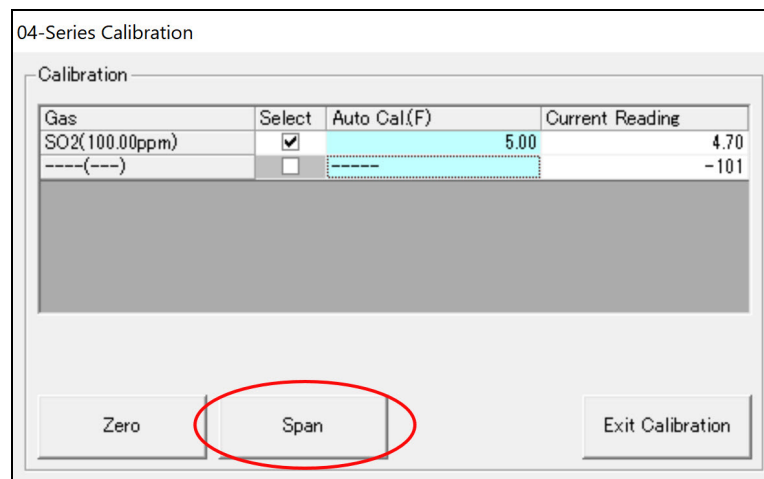 04-Series Calibration
Calibration
Gas Select Auto Cal.(F) Current Reading
SO2(100.00ppm) 5.00 4.70
----(---) ----- -101
Zero Span Exit Calibration